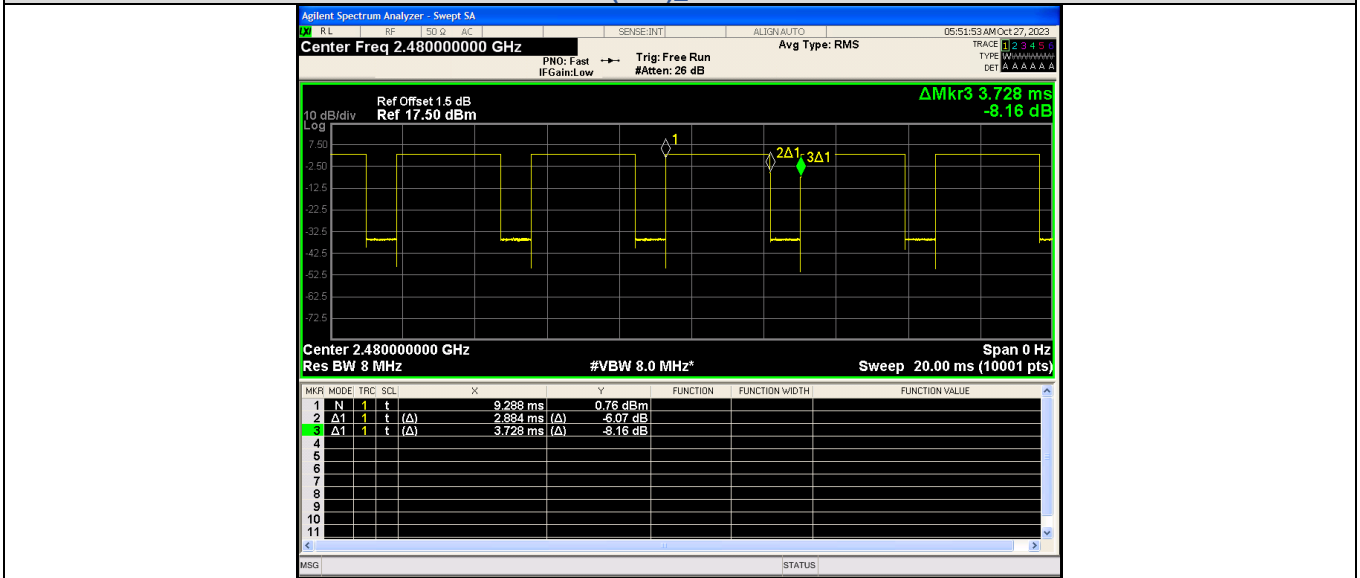 Agilent Spectrum Analyzer - Swept SA
RL RF 50 Ω AC SENSE:INT ALIGNAUTO 05:51:53 AM Oct 27, 2023
Center Freq 2.480000000 GHz
PNO: Fast
IFGain:Low
Trig: Free Run
#Atten: 26 dB
Avg Type: RMS
TRACE 1 2 3 4 5 6
TYPE
DET A A A A A A
ΔMkr3 3.728 ms
-8.16 dB
Ref Offset 1.5 dB
10 dB/div Ref 17.50 dBm
Log
7.50
-2.50
-12.5
-22.5
-32.5
-42.5
-52.5
-62.5
-72.5
1
2Δ1
3Δ1
Center 2.480000000 GHz Span 0 Hz
Res BW 8 MHz #VBW 8.0 MHz* Sweep 20.00 ms (10001 pts)
MKR MODE TRC SCL X Y FUNCTION FUNCTION WIDTH FUNCTION VALUE
1 N 1 t 9.288 ms 0.76 dBm
2 Δ1 1 t (Δ) 2.884 ms (Δ) -6.07 dB
3 Δ1 1 t (Δ) 3.728 ms (Δ) -8.16 dB
4
5
6
7
8
9
10
11
MSG STATUS